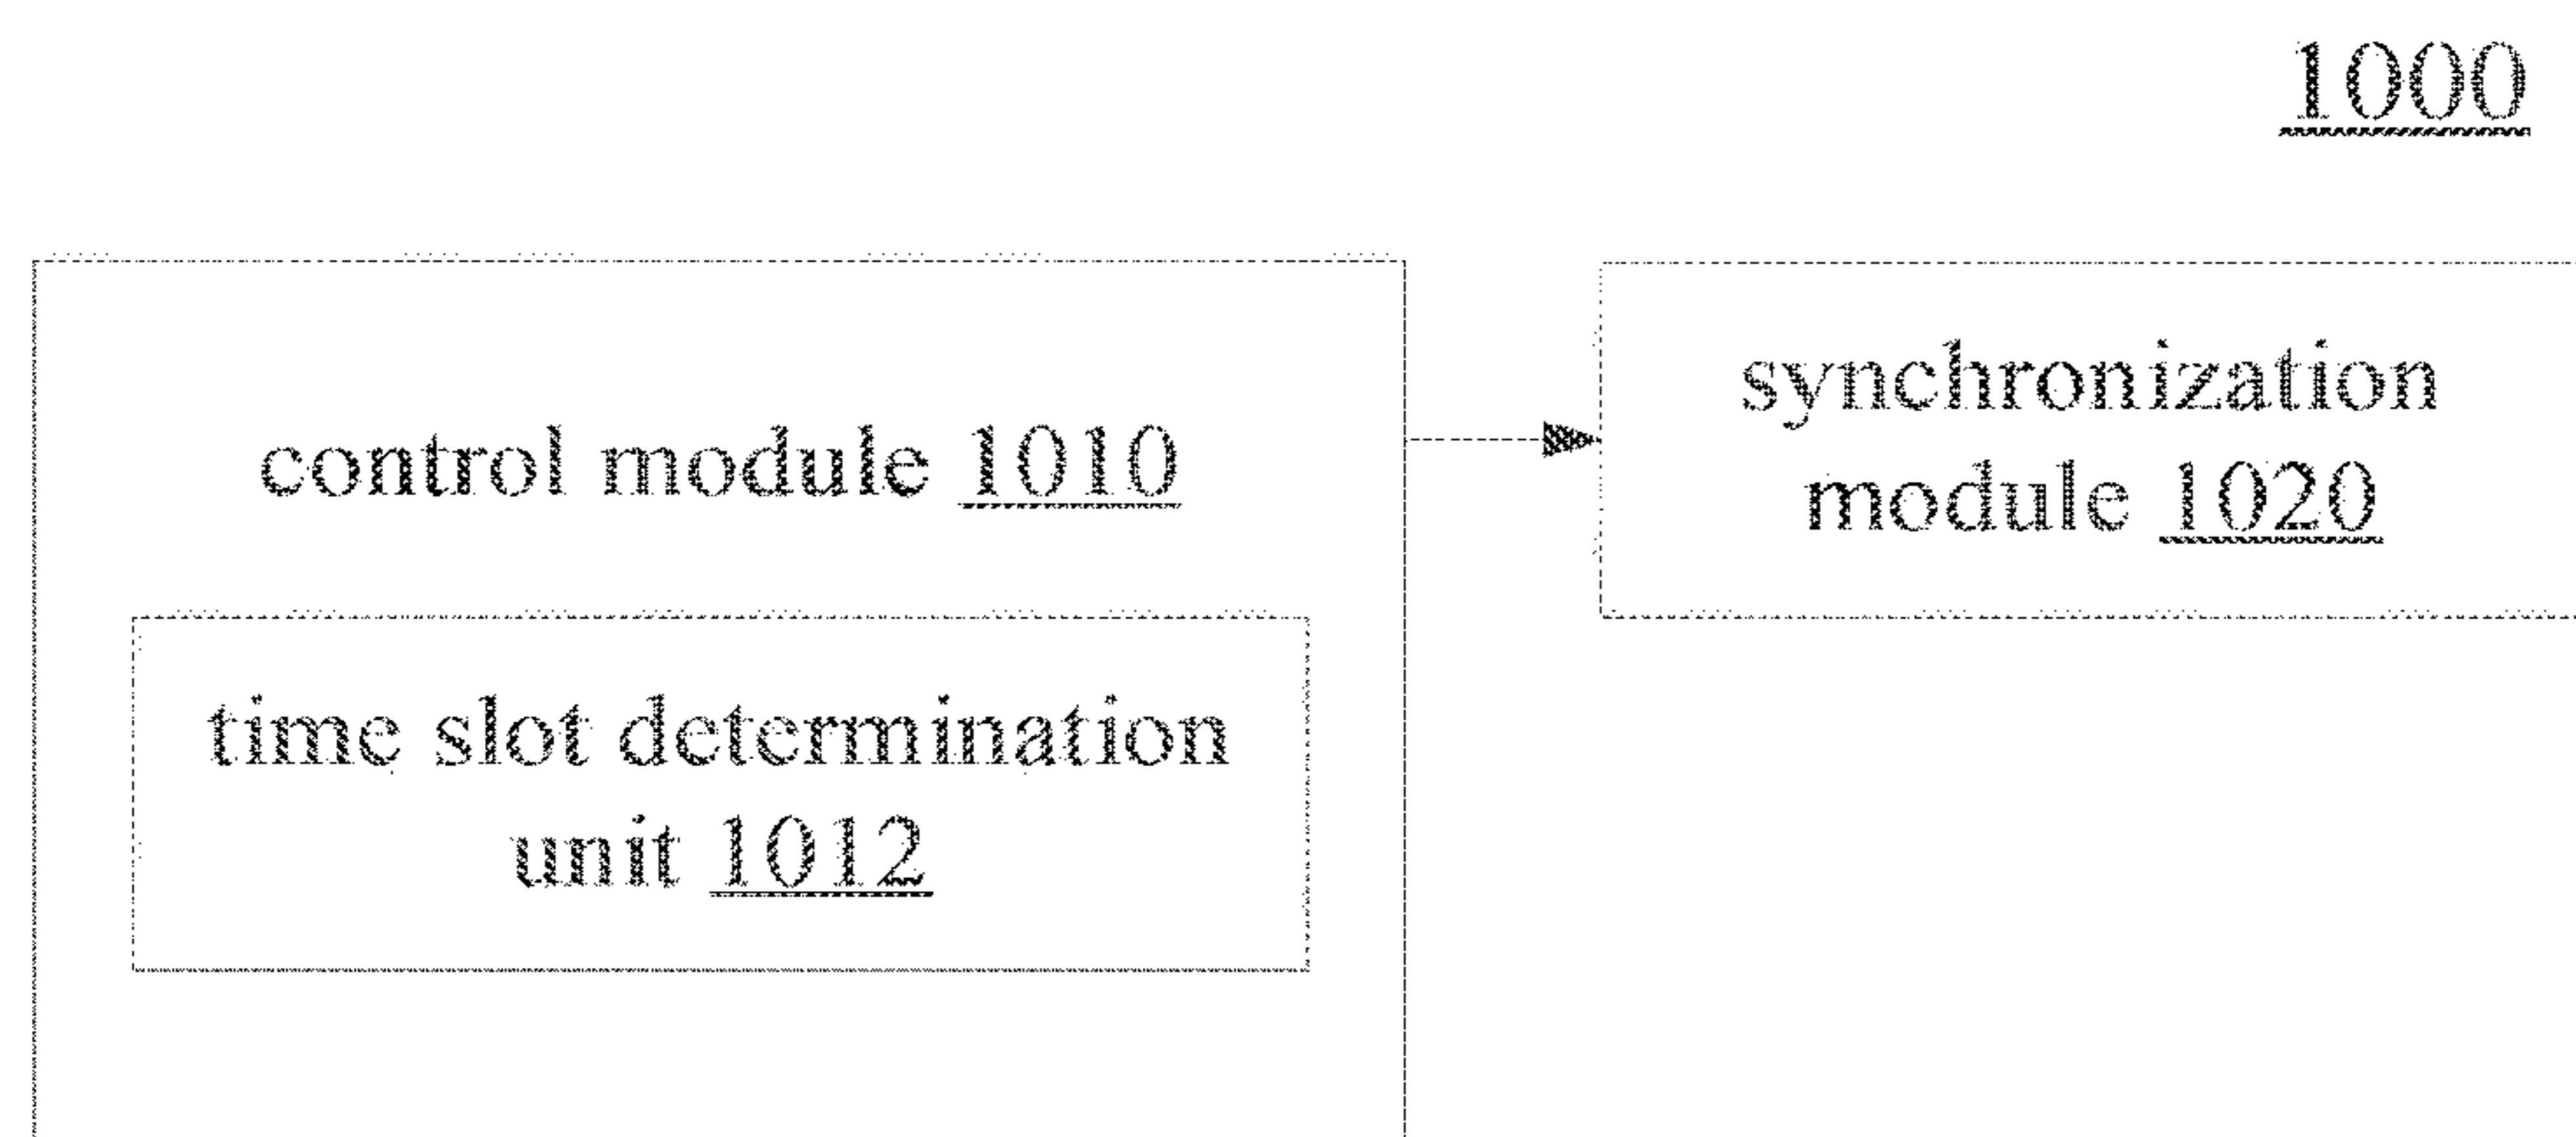 1000
control module 1010
synchronization
module 1020
time slot determination
unit 1012